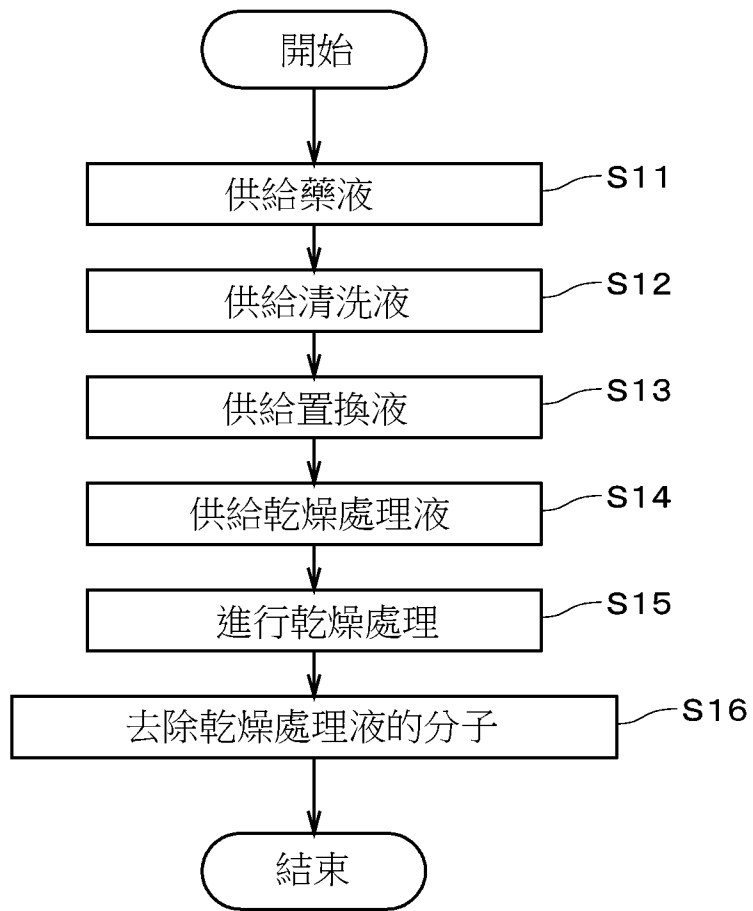 開始
供給藥液
S11
供給清洗液
S12
供給置換液
S13
供給乾燥處理液
S14
進行乾燥處理
S15
去除乾燥處理液的分子
S16
結束